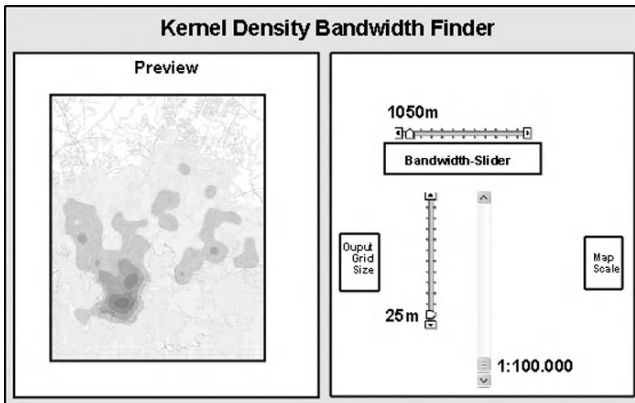 Kernel Density Bandwidth Finder
Preview
1050m
Bandwidth-Slider
Ouput
Grid
Size
Map
Scale
25m
1:100.000